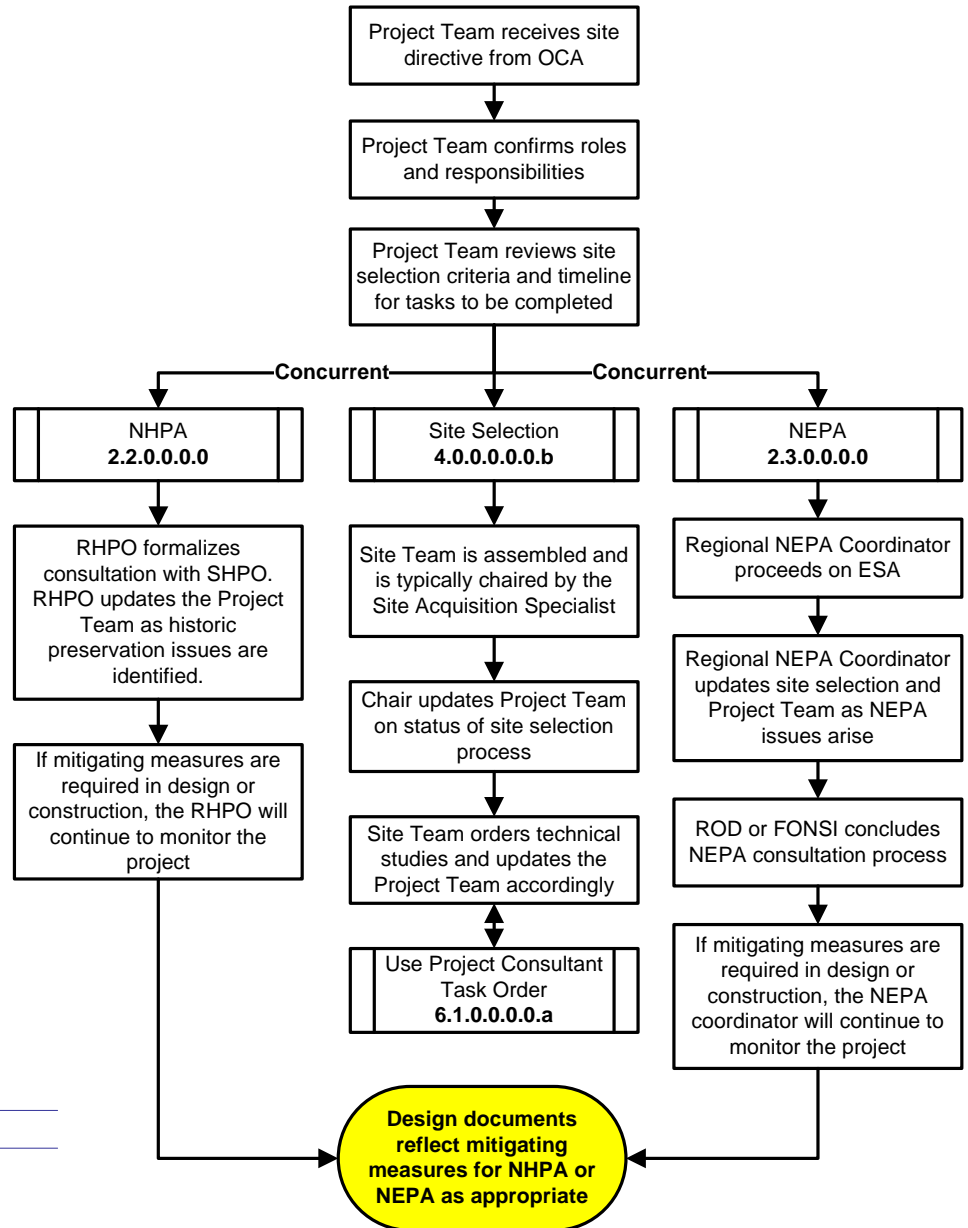 Project Team receives site
directive from OCA
Project Team confirms roles
and responsibilities
Project Team reviews site
selection criteria and timeline
for tasks to be completed
Concurrent
Concurrent
NHPA
2.2.0.0.0.0
RHPO formalizes
consultation with SHPO.
RHPO updates the Project
Team as historic
preservation issues are
identified.
If mitigating measures are
required in design or
construction, the RHPO will
continue to monitor the
project
Site Selection
4.0.0.0.0.0.b
Site Team is assembled and
is typically chaired by the
Site Acquisition Specialist
Chair updates Project Team
on status of site selection
process
Site Team orders technical
studies and updates the
Project Team accordingly
Use Project Consultant
Task Order
6.1.0.0.0.0.a
NEPA
2.3.0.0.0.0
Regional NEPA Coordinator
proceeds on ESA
Regional NEPA Coordinator
updates site selection and
Project Team as NEPA
issues arise
ROD or FONSI concludes
NEPA consultation process
If mitigating measures are
required in design or
construction, the NEPA
coordinator will continue to
monitor the project
Design documents
reflect mitigating
measures for NHPA or
NEPA as appropriate